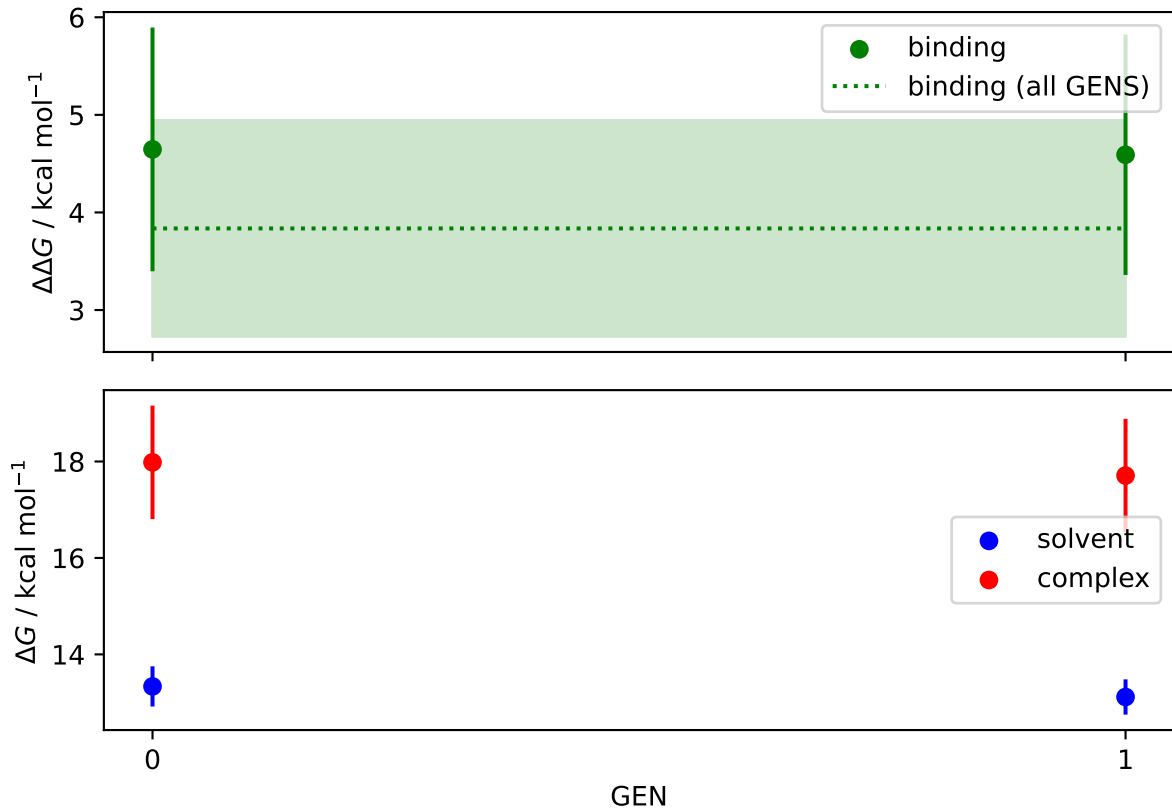 6
5
4
3
ΔΔG / kcal mol⁻¹
binding
binding (all GENS)
18
16
14
ΔG / kcal mol⁻¹
solvent
complex
0
1
GEN